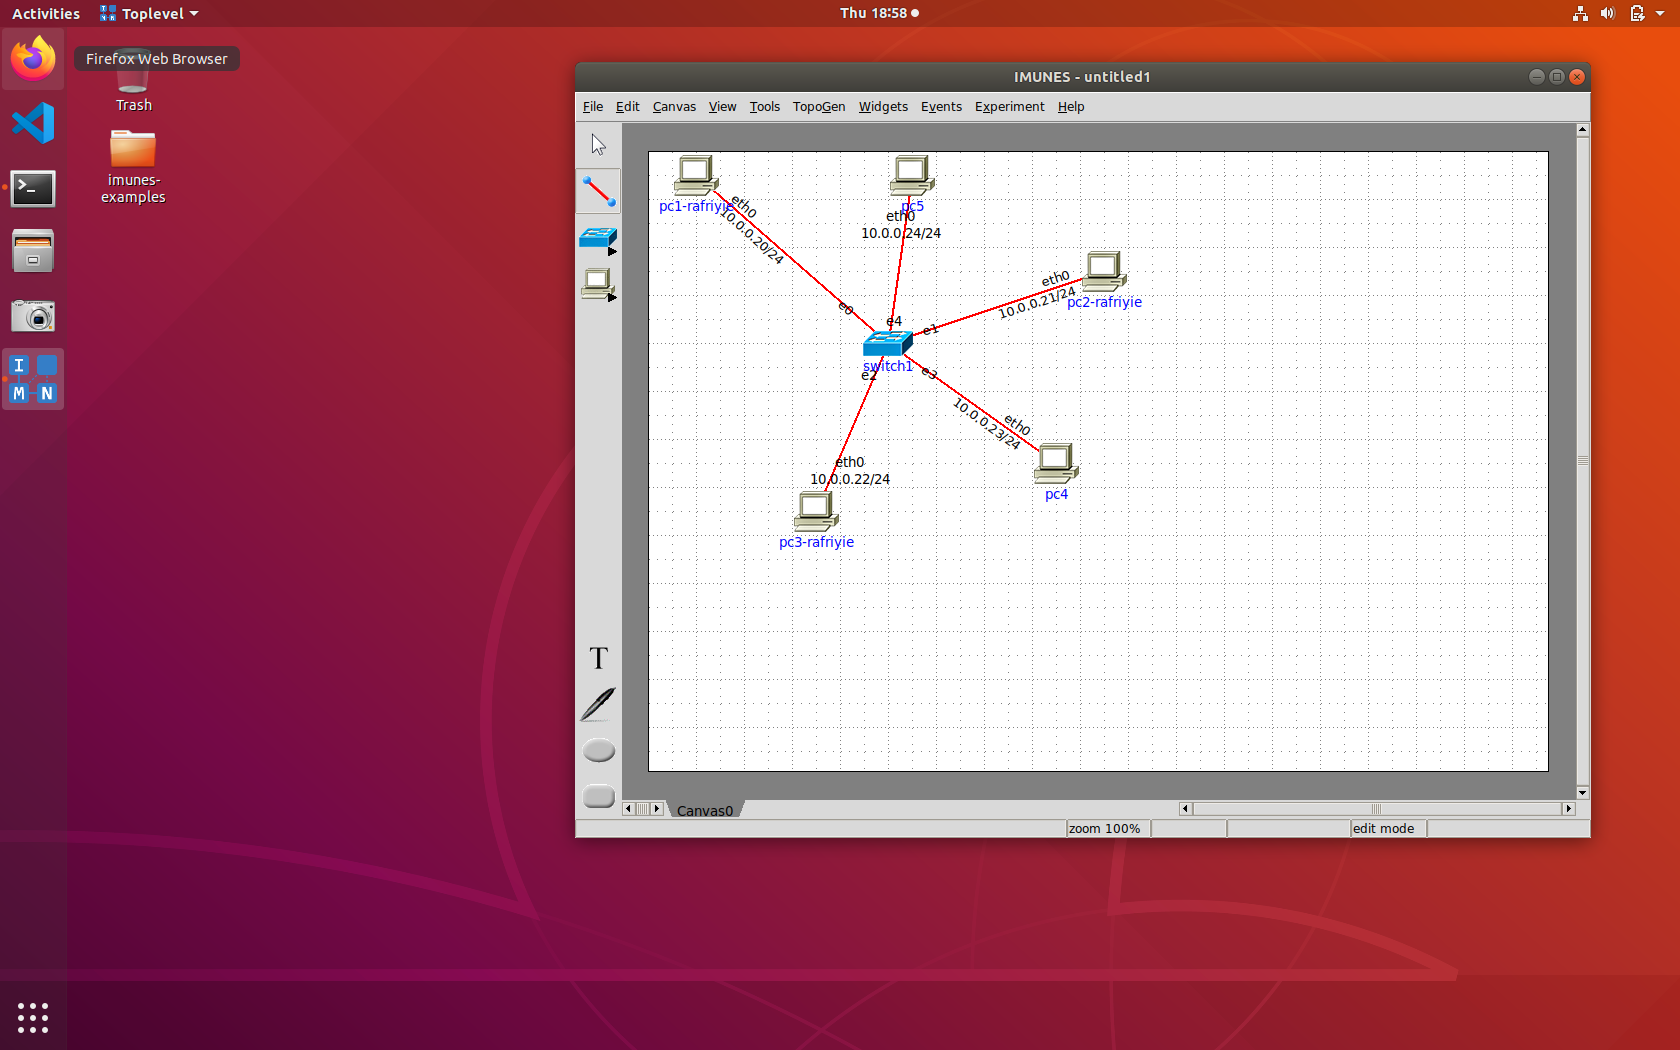 Activities
Toplevel
Thu 18:58
Firefox Web Browser
Trash
imunes-
examples
IMUNES - untitled1
File Edit Canvas View Tools TopoGen Widgets Events Experiment Help
pc1-rafriyie
eth0
10.0.0.20/24
pc5
eth0
10.0.0.24/24
eth0
10.0.0.21/24
pc2-rafriyie
e0
e4
e1
switch1
e2
e3
10.0.0.23/24
eth0
pc4
eth0
10.0.0.22/24
pc3-rafriyie
T
I
M N
Canvas0
zoom 100%
edit mode